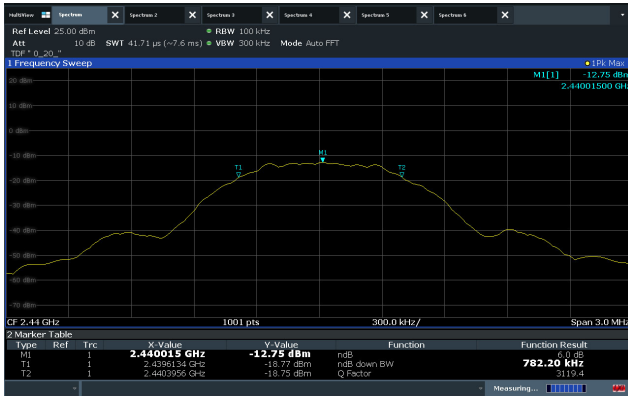 MultiView Spectrum Spectrum 2 Spectrum 3 Spectrum 4 Spectrum 5 Spectrum 6
Ref Level 25.00 dBm RBW 100 kHz
Att 10 dB SWT 41.71 µs (~7.6 ms) VBW 300 kHz Mode Auto FFT
TDF "0_20_"
1 Frequency Sweep 1Pk Max
M1[1] -12.75 dBm
2.44001500 GHz
20 dBm
10 dBm
0 dBm
-10 dBm
M1
T1 T2
-20 dBm
-30 dBm
-40 dBm
-50 dBm
-60 dBm
-70 dBm
CF 2.44 GHz 1001 pts 300.0 kHz/ Span 3.0 MHz
2 Marker Table
Type Ref Trc X-Value Y-Value Function Function Result
M1 1 2.440015 GHz -12.75 dBm ndB 6.0 dB
T1 1 2.4396134 GHz -18.77 dBm ndB down BW 782.20 kHz
T2 1 2.4403956 GHz -18.75 dBm Q Factor 3119.4
Measuring...